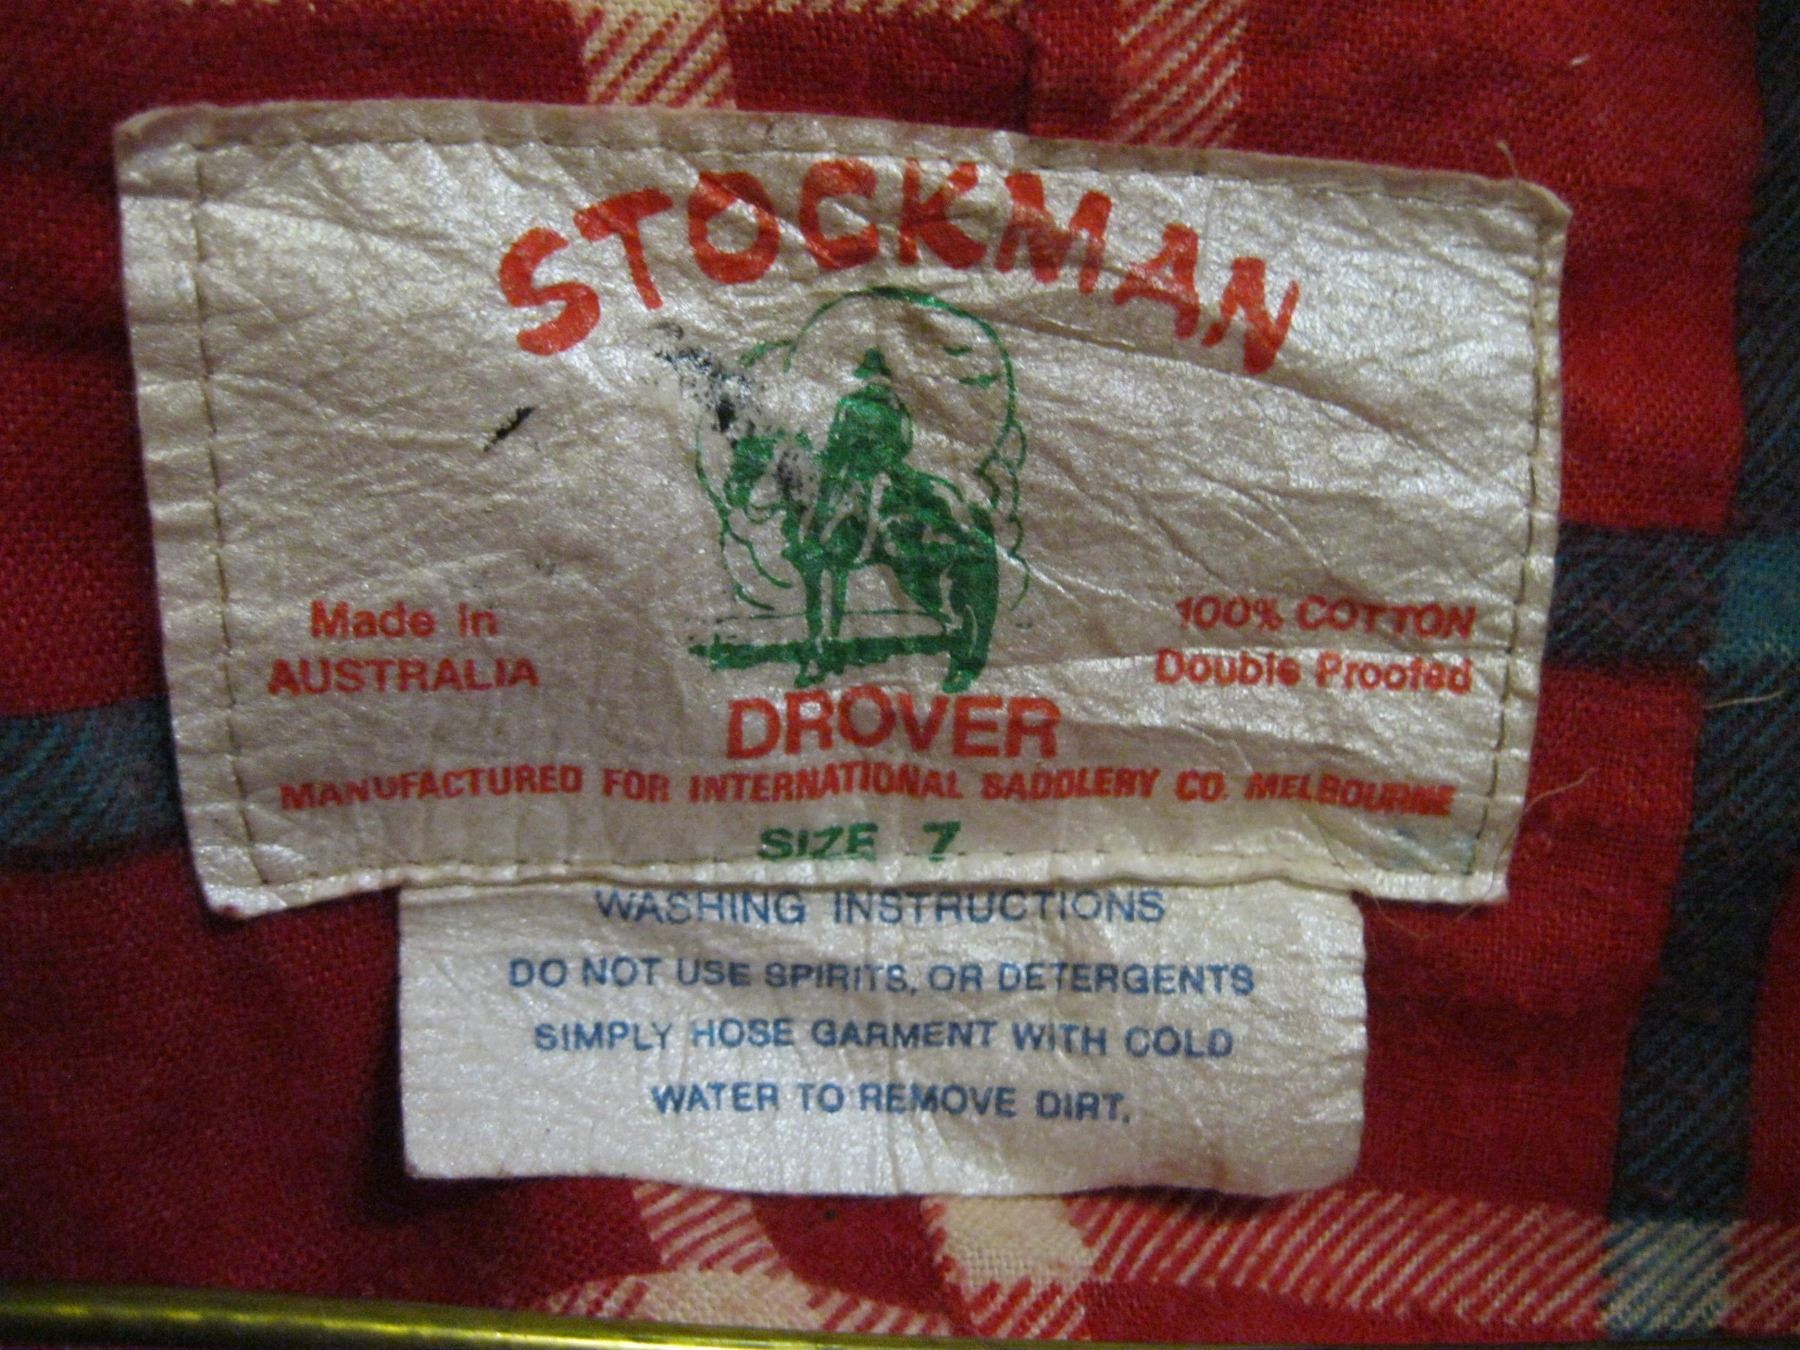 STOCKMAN
Made in
AUSTRALIA
100% COTTON
Double Proofed
DROVER
MANUFACTURED FOR INTERNATIONAL SADDLERY CO. MELBOURNE
SIZE 7
WASHING INSTRUCTIONS
DO NOT USE SPIRITS, OR DETERGENTS
SIMPLY HOSE GARMENT WITH COLD
WATER TO REMOVE DIRT.